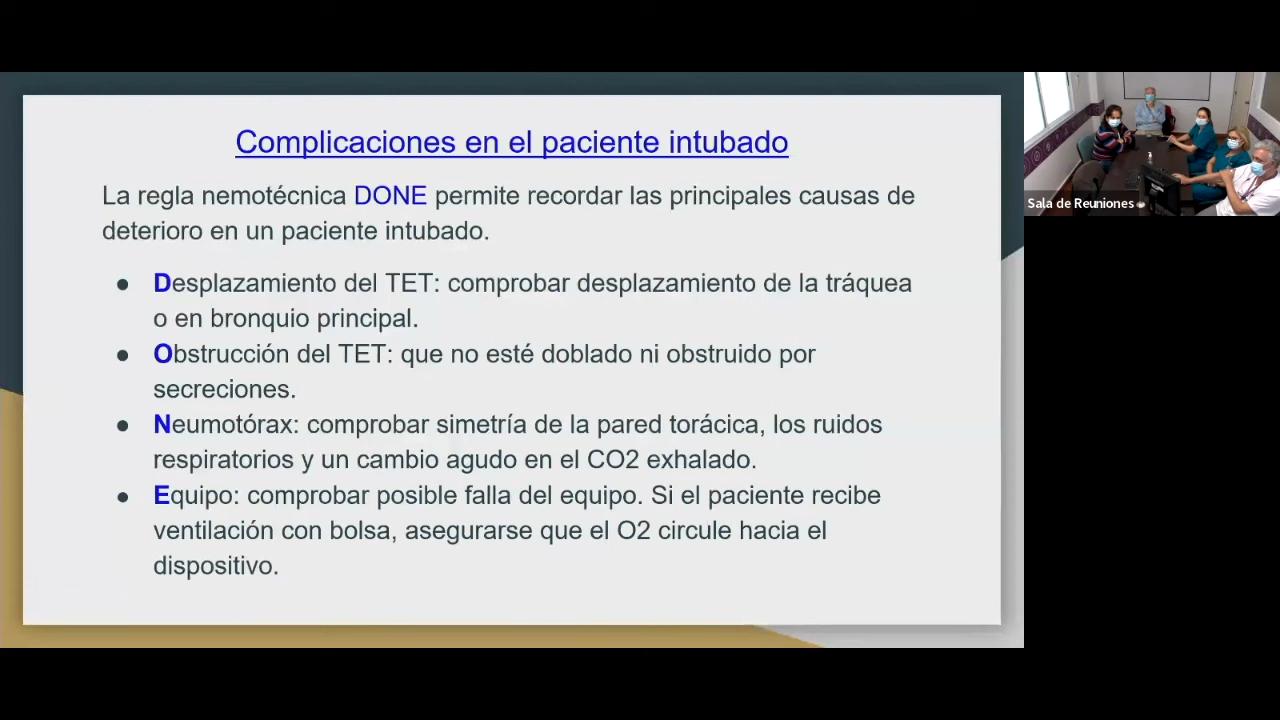 Complicaciones en el paciente intubado
La regla nemotécnica DONE permite recordar las principales causas de
deterioro en un paciente intubado.
● Desplazamiento del TET: comprobar desplazamiento de la tráquea
o en bronquio principal.
● Obstrucción del TET: que no esté doblado ni obstruido por
secreciones.
● Neumotórax: comprobar simetría de la pared torácica, los ruidos
respiratorios y un cambio agudo en el CO2 exhalado.
● Equipo: comprobar posible falla del equipo. Si el paciente recibe
ventilación con bolsa, asegurarse que el O2 circule hacia el
dispositivo.
Sala de Reuniones